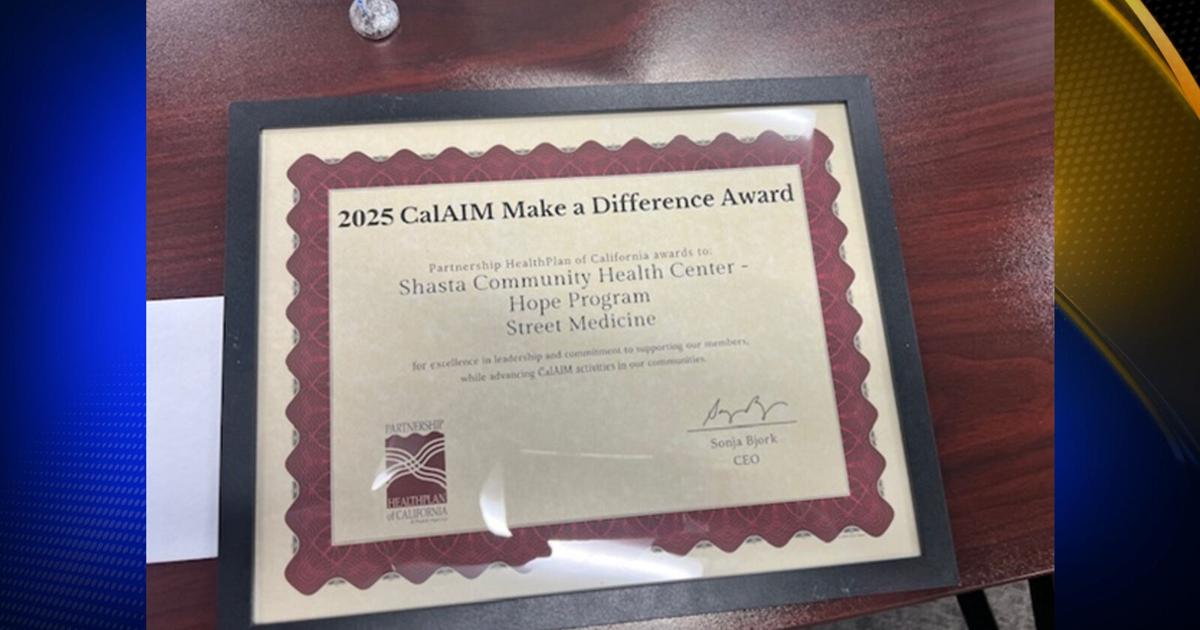 2025 CalAIM Make a Difference Award
Partnership HealthPlan of California awards to:
Shasta Community Health Center -
Hope Program
Street Medicine
for excellence in leadership and commitment to supporting our members,
while advancing CalAIM activities in our communities.
Sonja Bjork
CEO
PARTNERSHIP
HEALTHPLAN
of CALIFORNIA